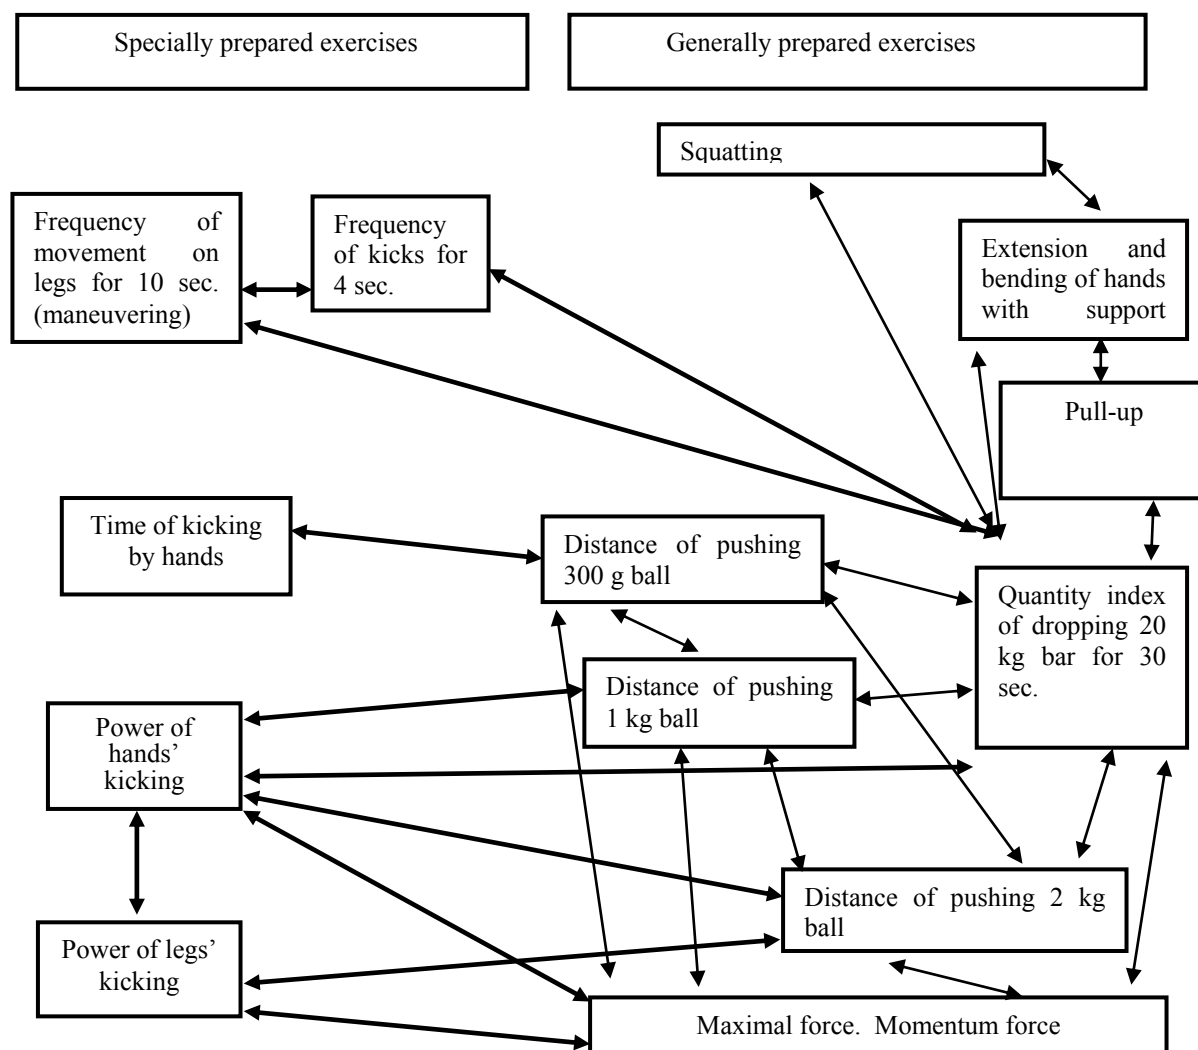 Specially prepared exercises
Generally prepared exercises
Squatting
Frequency of
movement on
legs for 10 sec.
(maneuvering)
Frequency
of kicks for
4 sec.
Extension and
bending of hands
with support
Pull-up
Time of kicking
by hands
Distance of pushing
300 g ball
Quantity index
of dropping 20
kg bar for 30
sec.
Distance of pushing
1 kg ball
Power of
hands’
kicking
Distance of pushing 2 kg
ball
Power of legs’
kicking
Maximal force. Momentum force